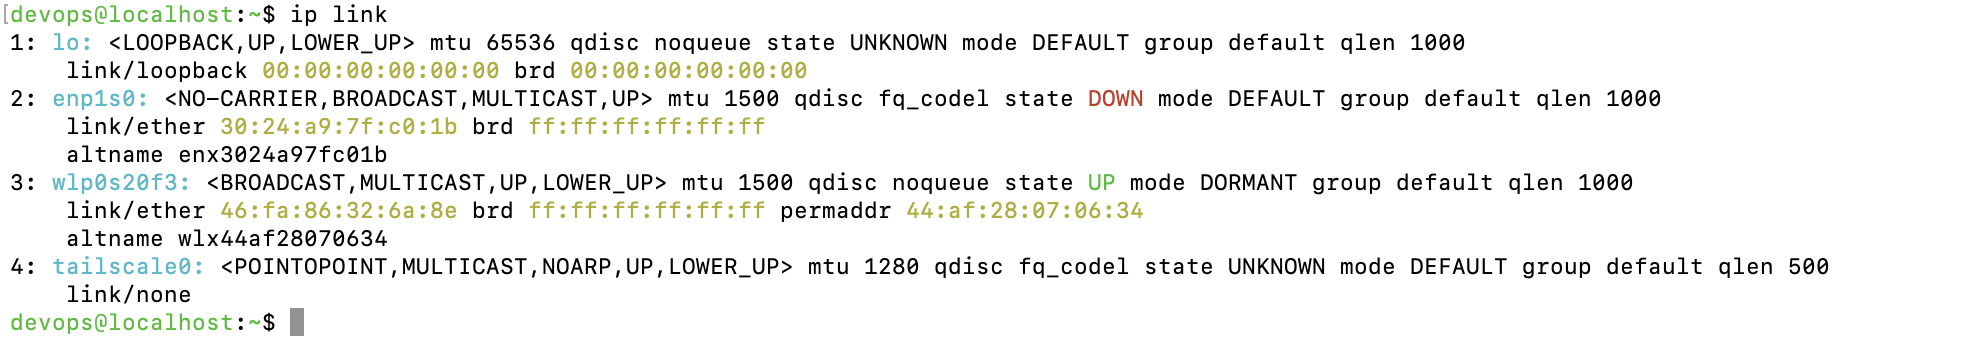 [devops@localhost:~$ ip link
1: lo: <LOOPBACK,UP,LOWER_UP> mtu 65536 qdisc noqueue state UNKNOWN mode DEFAULT group default qlen 1000
    link/loopback 00:00:00:00:00:00 brd 00:00:00:00:00:00
2: enp1s0: <NO-CARRIER,BROADCAST,MULTICAST,UP> mtu 1500 qdisc fq_codel state DOWN mode DEFAULT group default qlen 1000
    link/ether 30:24:a9:7f:c0:1b brd ff:ff:ff:ff:ff:ff
    altname enx3024a97fc01b
3: wlp0s20f3: <BROADCAST,MULTICAST,UP,LOWER_UP> mtu 1500 qdisc noqueue state UP mode DORMANT group default qlen 1000
    link/ether 46:fa:86:32:6a:8e brd ff:ff:ff:ff:ff:ff permaddr 44:af:28:07:06:34
    altname wlx44af28070634
4: tailscale0: <POINTOPOINT,MULTICAST,NOARP,UP,LOWER_UP> mtu 1280 qdisc fq_codel state UNKNOWN mode DEFAULT group default qlen 500
    link/none
devops@localhost:~$